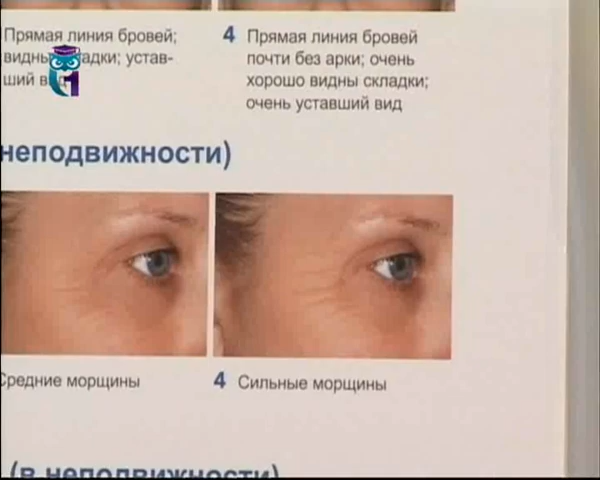 Прямая линия бровей;
4 Прямая линия бровей
почти без арки; очень
хорошо видны складки;
очень уставший вид
неподвижности)
Средние морщины
4 Сильные морщины
(в неподвижности)